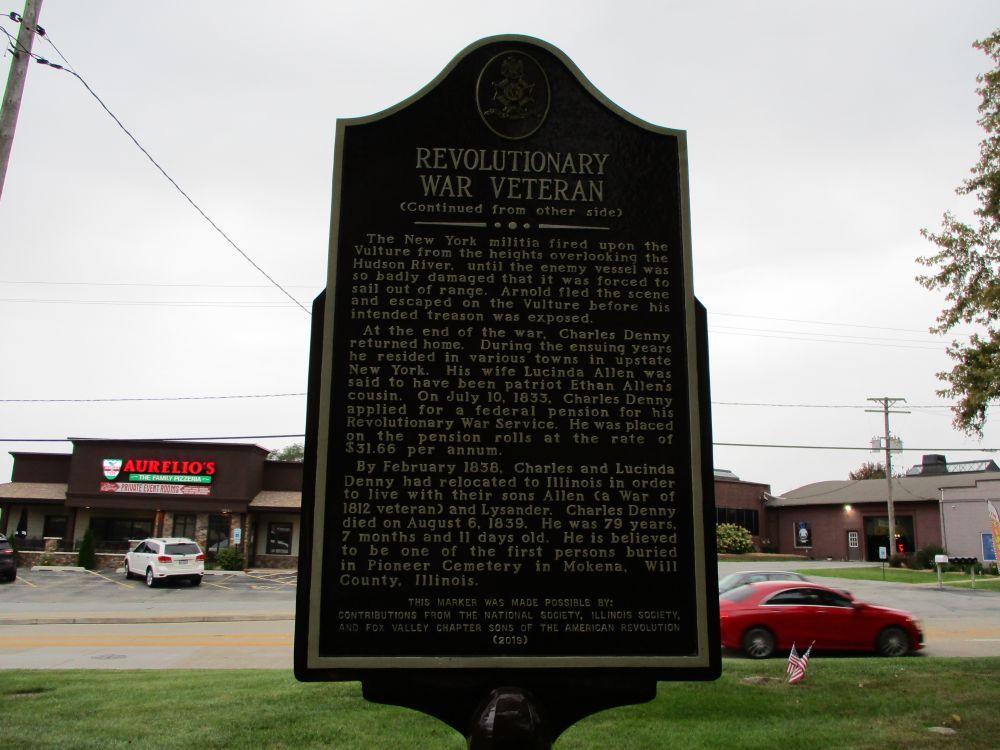 REVOLUTIONARY
WAR VETERAN
(Continued from other side)
The New York militia fired upon the
Vulture from the heights overlooking the
Hudson River, until the enemy vessel was
so badly damaged that it was forced to
sail out of range. Arnold fled the scene
and escaped on the Vulture before his
intended treason was exposed.
At the end of the war, Charles Denny
returned home. During the ensuing years
he resided in various towns in upstate
New York. His wife Lucinda Allen was
said to have been patriot Ethan Allen's
cousin. On July 10, 1833, Charles Denny
applied for a federal pension for his
Revolutionary War Service. He was placed
on the pension rolls at the rate of
$31.66 per annum.
By February 1838, Charles and Lucinda
Denny had relocated to Illinois in order
to live with their sons Allen (a War of
1812 veteran) and Lysander. Charles Denny
died on August 6, 1839. He was 79 years,
7 months and 11 days old. He is believed
to be one of the first persons buried
in Pioneer Cemetery in Mokena, Will
County, Illinois.
THIS MARKER WAS MADE POSSIBLE BY:
CONTRIBUTIONS FROM THE NATIONAL SOCIETY, ILLINOIS SOCIETY,
AND FOX VALLEY CHAPTER SONS OF THE AMERICAN REVOLUTION
(2019)
AURELIO'S
THE FAMILY PIZZERIA
PRIVATE EVENT ROOMS